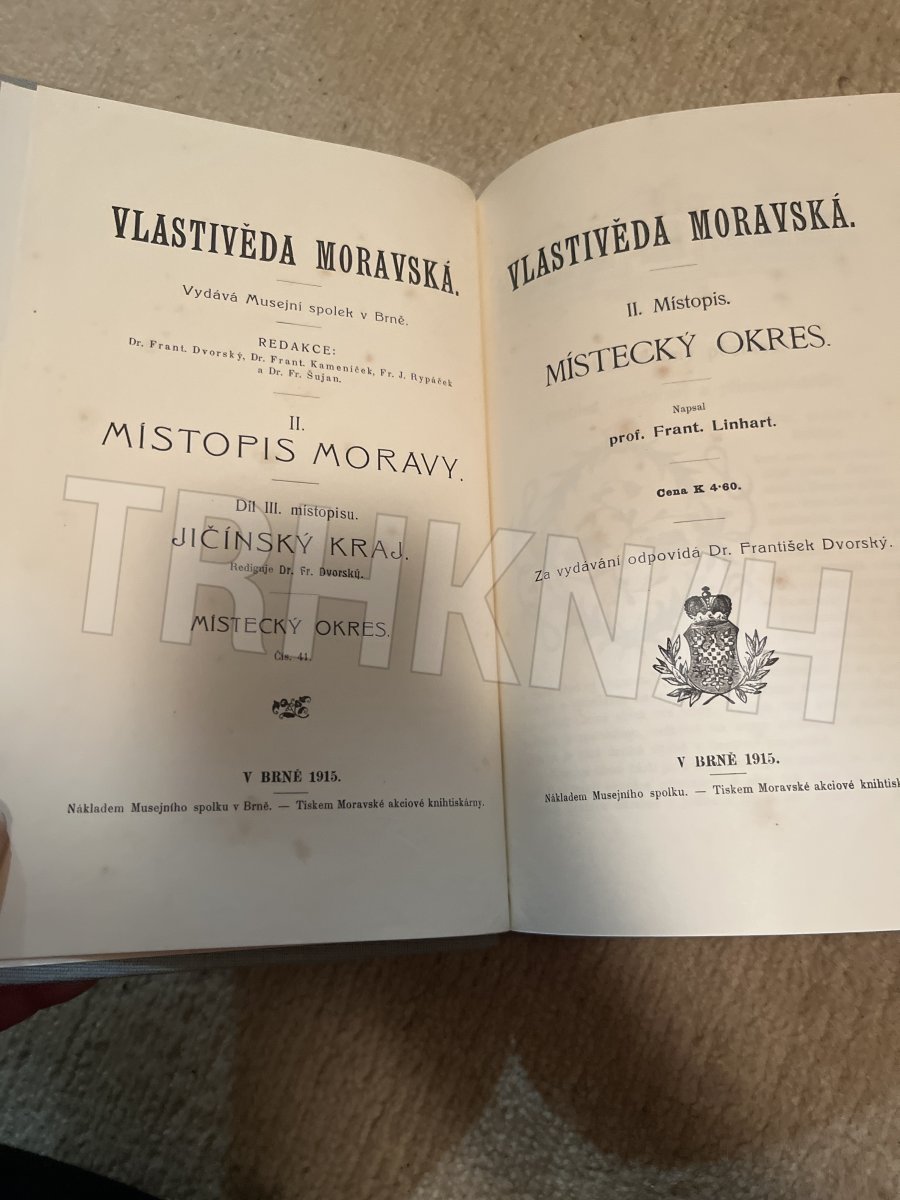 VLASTIVĚDA MORAVSKÁ.
Vydává Musejní spolek v Brně.
REDAKCE:
Dr. Frant. Dvorský, Dr. Frant. Kameníček, Fr. J. Rypáček
a Dr. Fr. Šujan.
II.
MÍSTOPIS MORAVY.
Díl III. místopisu.
JIČÍNSKÝ KRAJ.
Rediguje Dr. Fr. Dvorský.
MÍSTECKÝ OKRES.
Čís. 41.
V BRNĚ 1915.
Nákladem Musejního spolku v Brně. — Tiskem Moravské akciové knihtiskárny.
VLASTIVĚDA MORAVSKÁ.
II. Místopis.
MÍSTECKÝ OKRES.
Napsal
prof. Frant. Linhart.
Cena K 4·60.
Za vydávání odpovídá Dr. František Dvorský.
V BRNĚ 1915.
Nákladem Musejního spolku. — Tiskem Moravské akciové
TRHKNIH